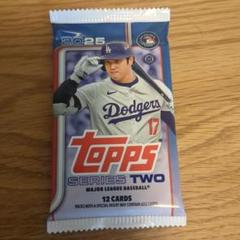 2025
Dodgers
17
TOPPS
SERIES TWO
MAJOR LEAGUE BASEBALL
12 CARDS